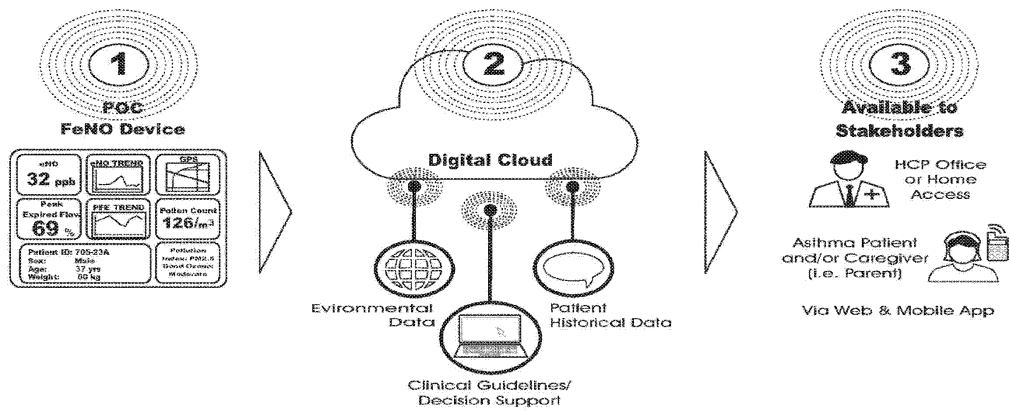 1
POC
FeNO Device
eNO
32 ppb
eNO TREND
GPS
Peak
Expired Flow
69 %
PFE TREND
Pollen Count
126/m3
Patient ID: 705-23A
Sex: Male
Age: 37 yrs
Weight: 60 kg
Pollution
Index: PM2.5
Good Ozone:
Moderate
2
Digital Cloud
Evironmental
Data
Patient
Historical Data
Clinical Guidelines/
Decision Support
3
Available to
Stakeholders
HCP Office
or Home
Access
Asthma Patient
and/or Caregiver
(i.e. Parent)
Via Web & Mobile App